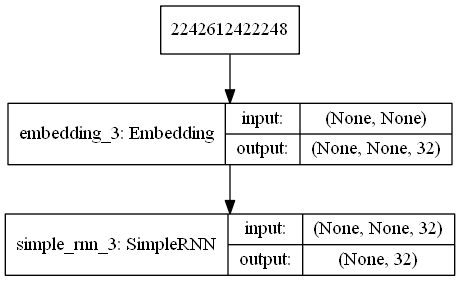 2242612422248
embedding_3: Embedding
input:
(None, None)
output:
(None, None, 32)
simple_rnn_3: SimpleRNN
input:
(None, None, 32)
output:
(None, 32)